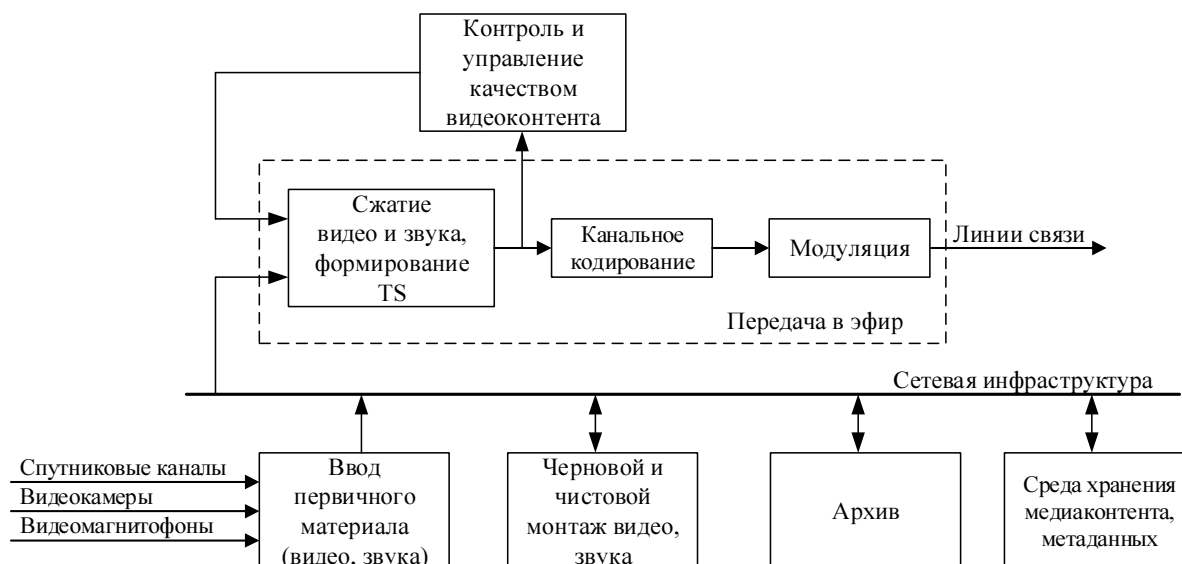 Контроль и
управление
качеством
видеоконтента
Сжатие
видео и звука,
формирование
TS
Канальное
кодирование
Модуляция
Линии связи
Передача в эфир
Сетевая инфраструктура
Спутниковые каналы
Видеокамеры
Видеомагнитофоны
Ввод
первичного
материала
(видео, звука)
Черновой и
чистовой
монтаж видео,
звука
Архив
Среда хранения
медиаконтента,
метаданных